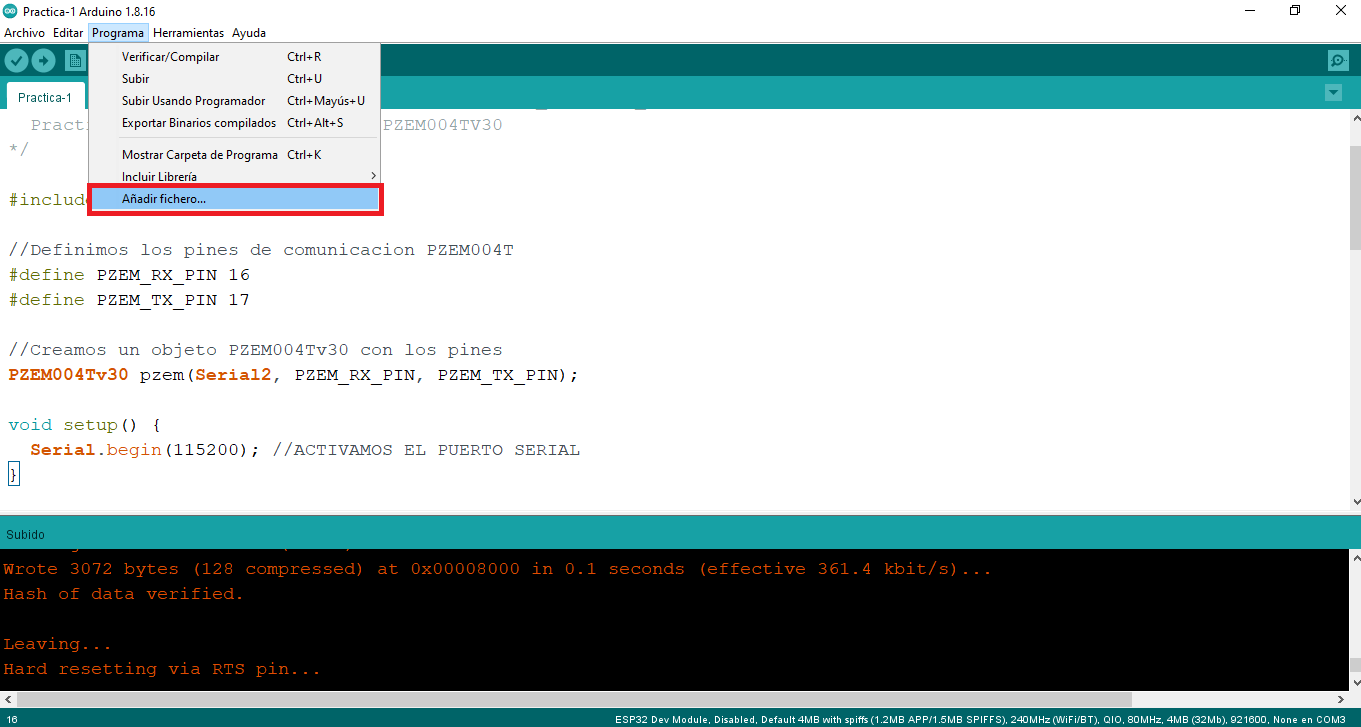 Practica-1 Arduino 1.8.16
Archivo Editar Programa Herramientas Ayuda
Verificar/Compilar Ctrl+R
Subir Ctrl+U
Subir Usando Programador Ctrl+Mayús+U
Exportar Binarios compilados Ctrl+Alt+S
Mostrar Carpeta de Programa Ctrl+K
Incluir Librería
Añadir fichero...
Practica-1
Practi PZEM004TV30
*/
#include
//Definimos los pines de comunicacion PZEM004T
#define PZEM_RX_PIN 16
#define PZEM_TX_PIN 17
//Creamos un objeto PZEM004Tv30 con los pines
PZEM004Tv30 pzem(Serial2, PZEM_RX_PIN, PZEM_TX_PIN);
void setup() {
Serial.begin(115200); //ACTIVAMOS EL PUERTO SERIAL
}
Subido
Wrote 3072 bytes (128 compressed) at 0x00008000 in 0.1 seconds (effective 361.4 kbit/s)...
Hash of data verified.
Leaving...
Hard resetting via RTS pin...
16 ESP32 Dev Module, Disabled, Default 4MB with spiffs (1.2MB APP/1.5MB SPIFFS), 240MHz (WiFi/BT), QIO, 80MHz, 4MB (32Mb), 921600, None en COM3